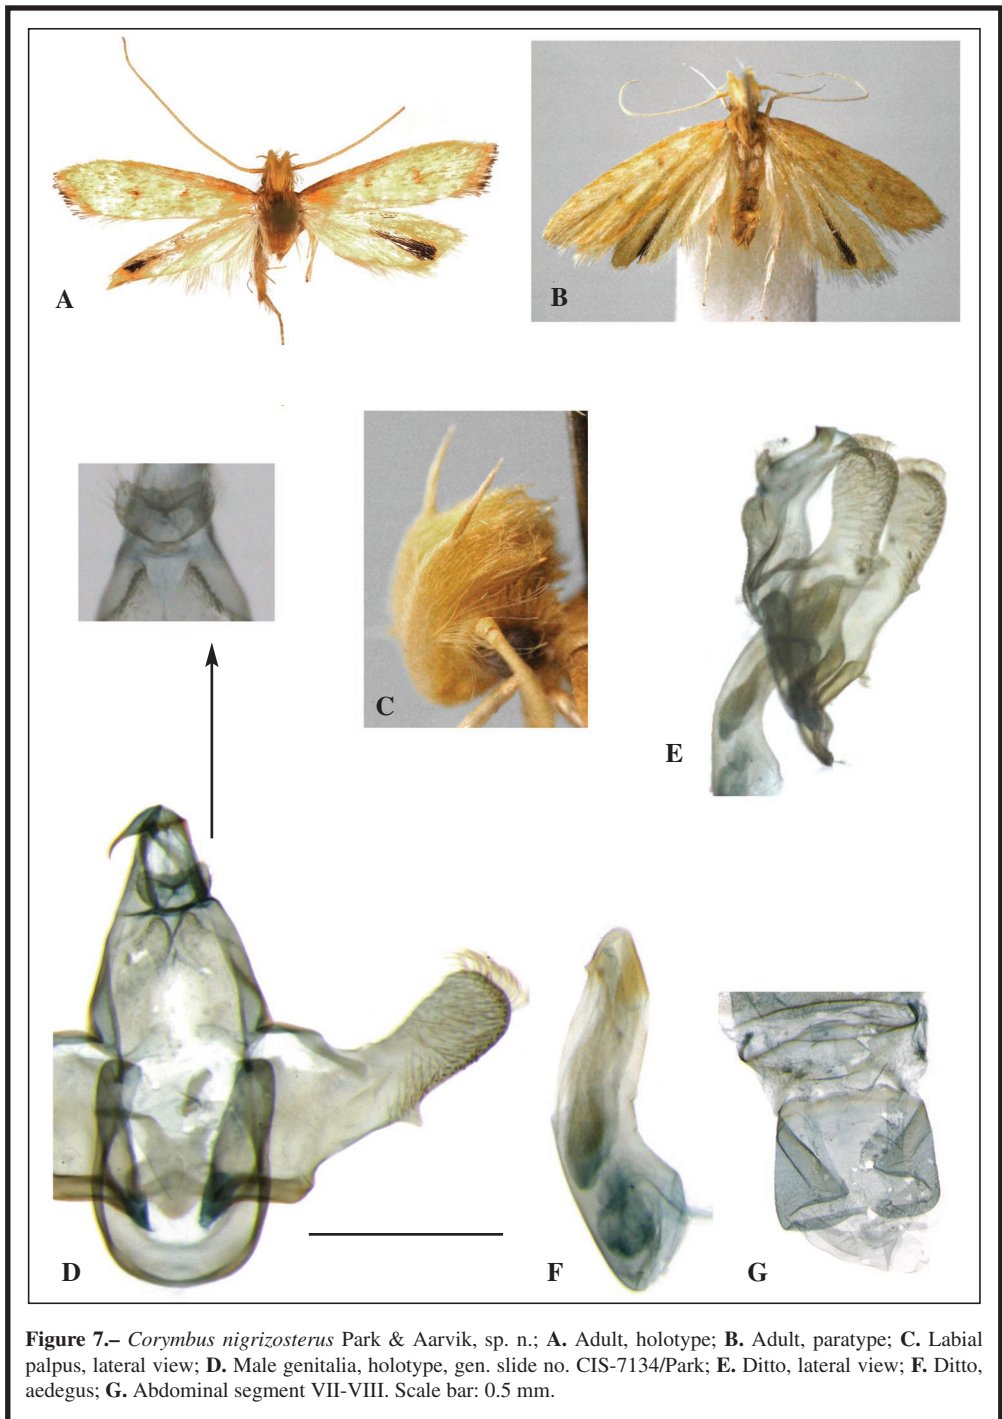 A
B
C
E
D
F
G
Figure 7.– Corymbus nigrizosterus Park & Aarvik, sp. n.; A. Adult, holotype; B. Adult, paratype; C. Labial
palpus, lateral view; D. Male genitalia, holotype, gen. slide no. CIS-7134/Park; E. Ditto, lateral view; F. Ditto,
aedegus; G. Abdominal segment VII-VIII. Scale bar: 0.5 mm.